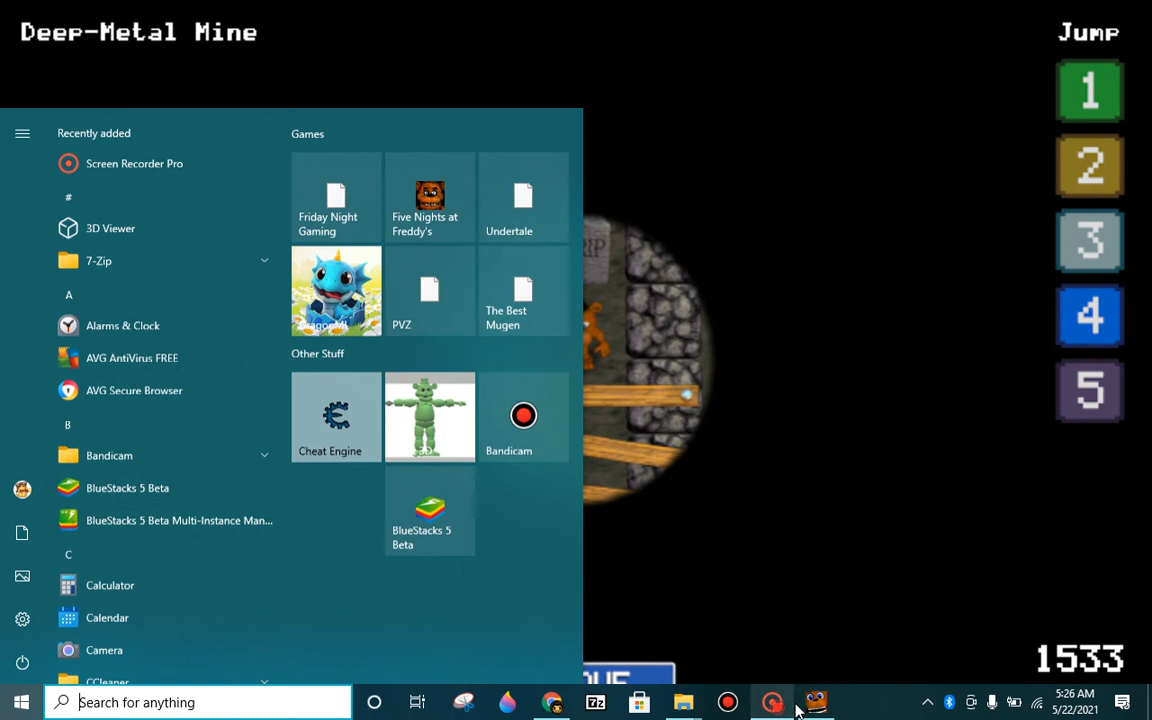 Deep-Metal Mine
Jump
1
2
3
4
5
1533
Recently added
Screen Recorder Pro
#
3D Viewer
7-Zip
A
Alarms & Clock
AVG AntiVirus FREE
AVG Secure Browser
B
Bandicam
BlueStacks 5 Beta
BlueStacks 5 Beta Multi-Instance Man...
C
Calculator
Calendar
Camera
CCleaner
Games
Friday Night
Gaming
Five Nights at
Freddy's
Undertale
PVZ
The Best
Mugen
Other Stuff
Cheat Engine
Bandicam
BlueStacks 5
Beta
Search for anything
7z
5:26 AM
5/22/2021